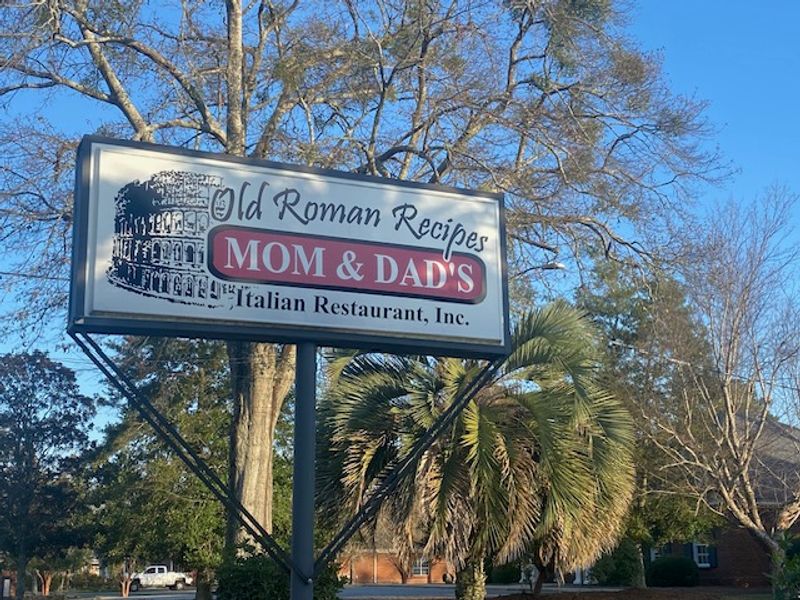 Old Roman Recipes
MOM & DAD'S
Italian Restaurant, Inc.